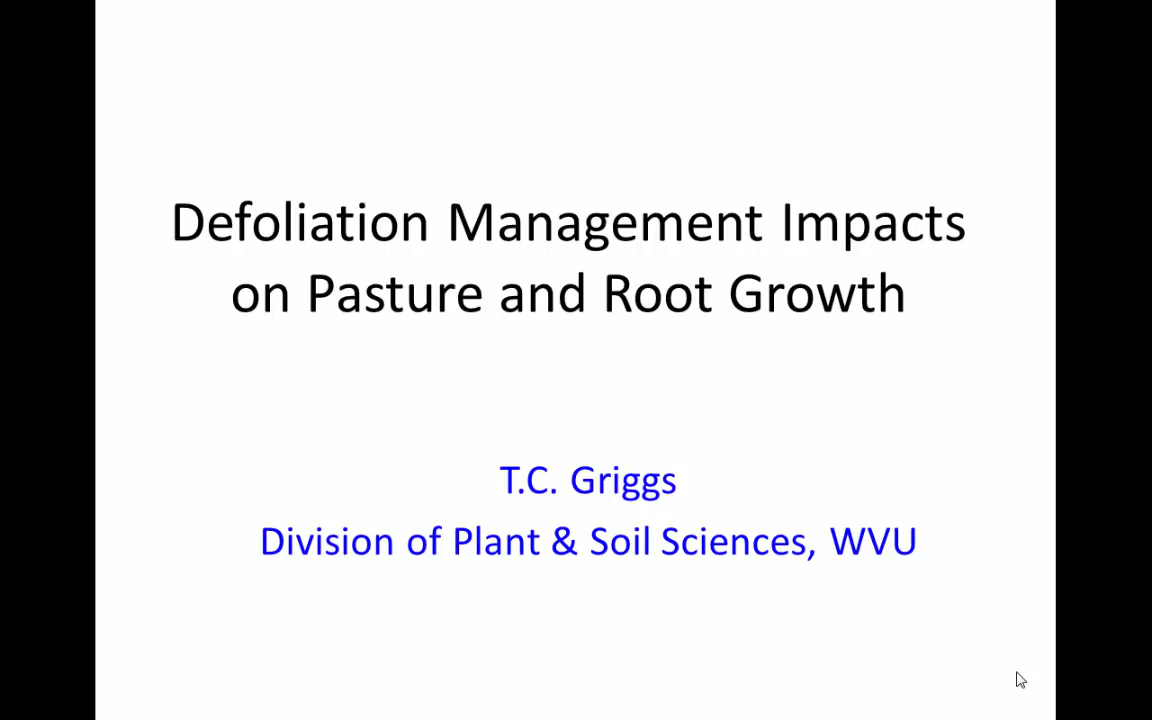 Defoliation Management Impacts
on Pasture and Root Growth
T.C. Griggs
Division of Plant & Soil Sciences, WVU